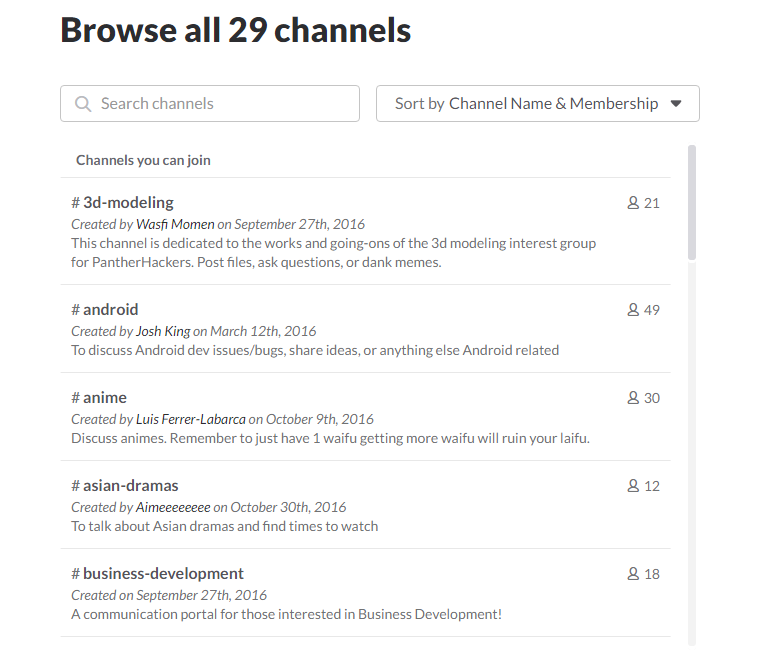 Browse all 29 channels
Search channels
Sort by Channel Name & Membership
Channels you can join
# 3d-modeling
21
Created by Wasfi Momen on September 27th, 2016
This channel is dedicated to the works and going-ons of the 3d modeling interest group
for PantherHackers. Post files, ask questions, or dank memes.
# android
49
Created by Josh King on March 12th, 2016
To discuss Android dev issues/bugs, share ideas, or anything else Android related
# anime
30
Created by Luis Ferrer-Labarca on October 9th, 2016
Discuss animes. Remember to just have 1 waifu getting more waifu will ruin your laifu.
# asian-dramas
12
Created by Aimeeeeeeee on October 30th, 2016
To talk about Asian dramas and find times to watch
# business-development
18
Created on September 27th, 2016
A communication portal for those interested in Business Development!